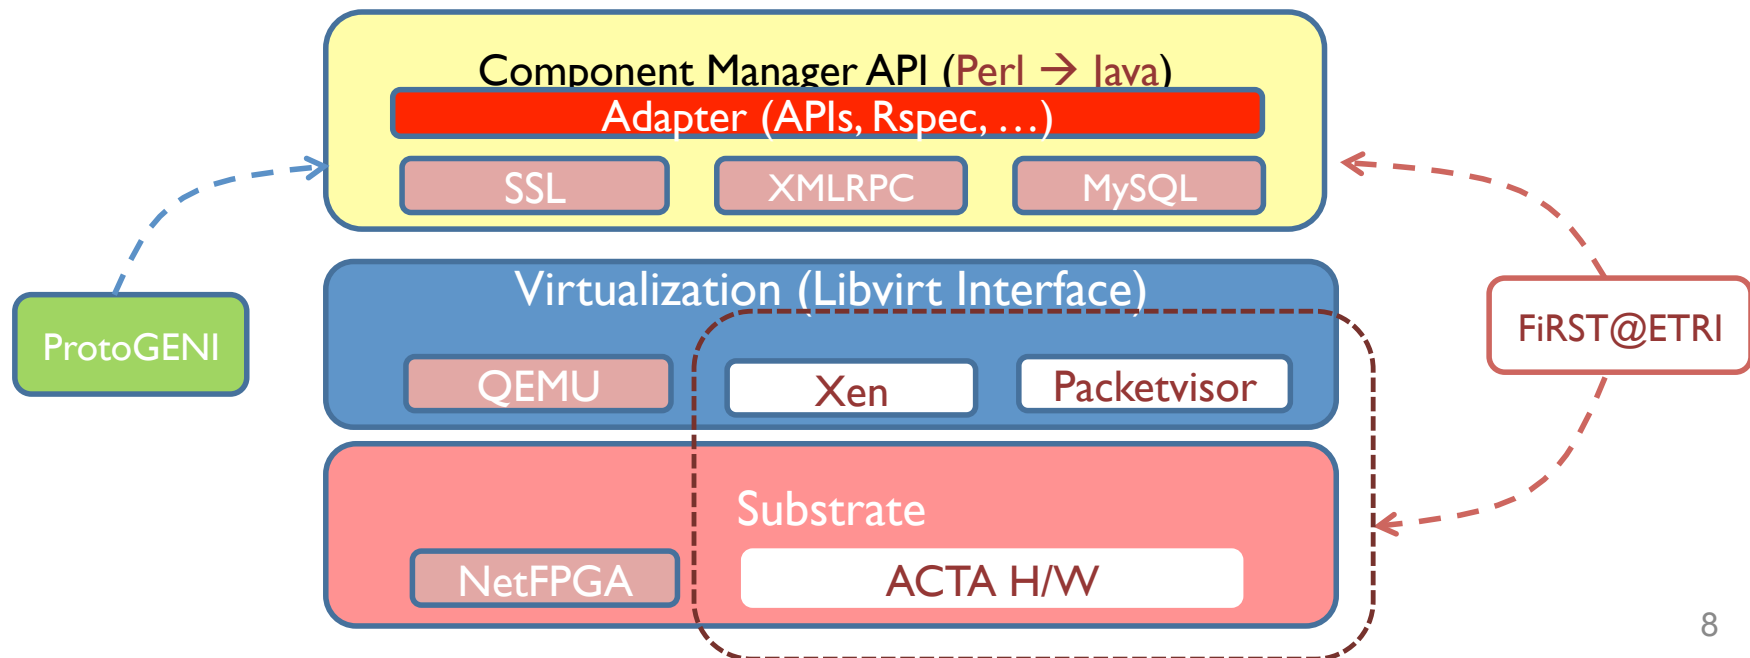 Component Manager API (Perl → Java)
Adapter (APIs, Rspec, …)
SSL
XMLRPC
MySQL
Virtualization (Libvirt Interface)
ProtoGENI
FiRST@ETRI
QEMU
Xen
Packetvisor
Substrate
NetFPGA
ACTA H/W
8